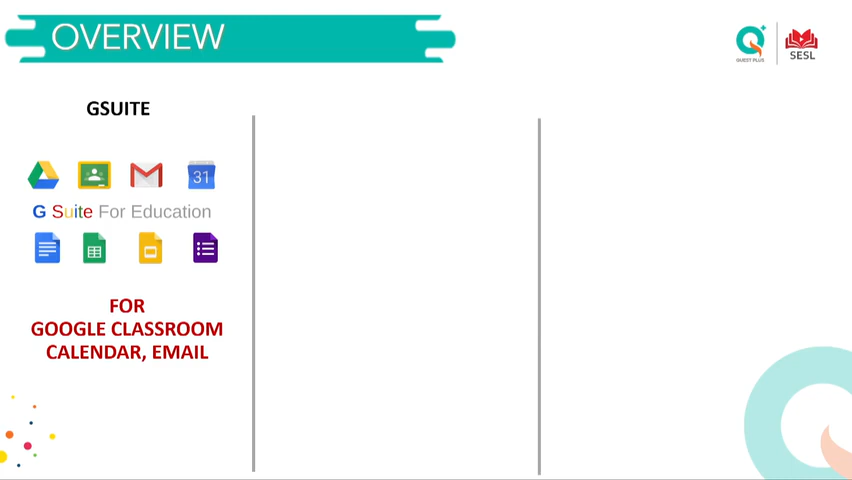 OVERVIEW
QUEST PLUS
SESL
GSUITE
31
G Suite For Education
FOR
GOOGLE CLASSROOM
CALENDAR, EMAIL